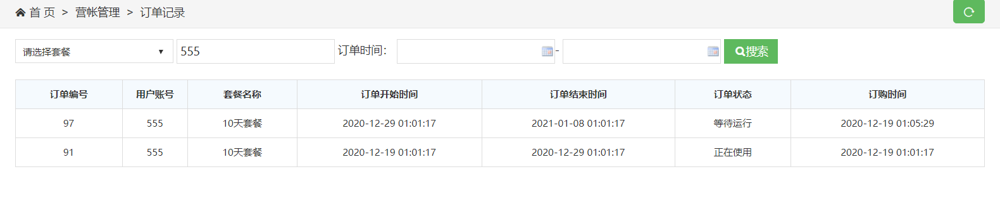 首 页 > 营帐管理 > 订单记录
请选择套餐 ▼ 555 订单时间: - 搜索
订单编号 用户账号 套餐名称 订单开始时间 订单结束时间 订单状态 订购时间
97 555 10天套餐 2020-12-29 01:01:17 2021-01-08 01:01:17 等待运行 2020-12-19 01:05:29
91 555 10天套餐 2020-12-19 01:01:17 2020-12-29 01:01:17 正在使用 2020-12-19 01:01:17